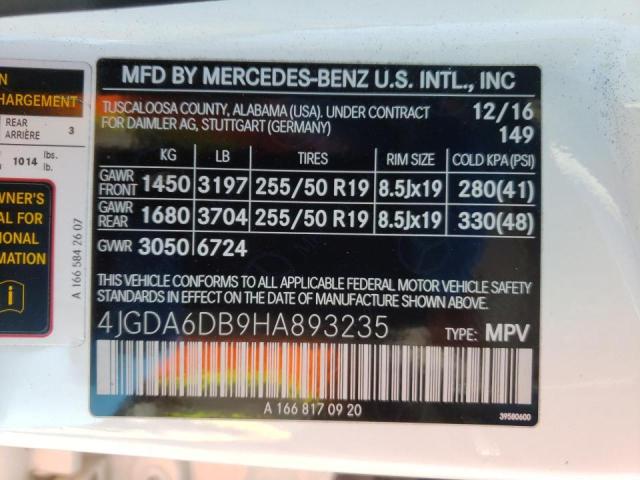 N
CHARGEMENT
REAR
ARRIÈRE 3
1014 lbs.
lb.
WNER'S
AL FOR
IONAL
RMATION
i
A 166 584 26 07
MFD BY MERCEDES-BENZ U.S. INTL., INC
TUSCALOOSA COUNTY, ALABAMA (USA). UNDER CONTRACT 12/16
FOR DAIMLER AG, STUTTGART (GERMANY) 149
KG LB TIRES RIM SIZE COLD KPA(PSI)
GAWR FRONT 1450 3197 255/50 R19 8.5Jx19 280(41)
GAWR REAR 1680 3704 255/50 R19 8.5Jx19 330(48)
GVWR 3050 6724
THIS VEHICLE CONFORMS TO ALL APPLICABLE FEDERAL MOTOR VEHICLE SAFETY
STANDARDS IN EFFECT ON THE DATE OF MANUFACTURE SHOWN ABOVE.
4JGDA6DB9HA893235 TYPE: MPV
A 166 817 09 20
39580600